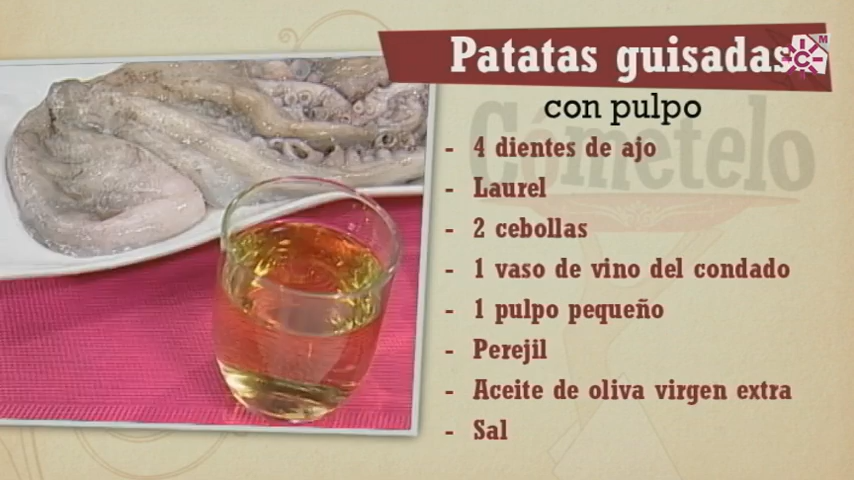 Patatas guisadas
con pulpo
- 4 dientes de ajo
- Laurel
- 2 cebollas
- 1 vaso de vino del condado
- 1 pulpo pequeño
- Perejil
- Aceite de oliva virgen extra
- Sal
Cómetelo
M